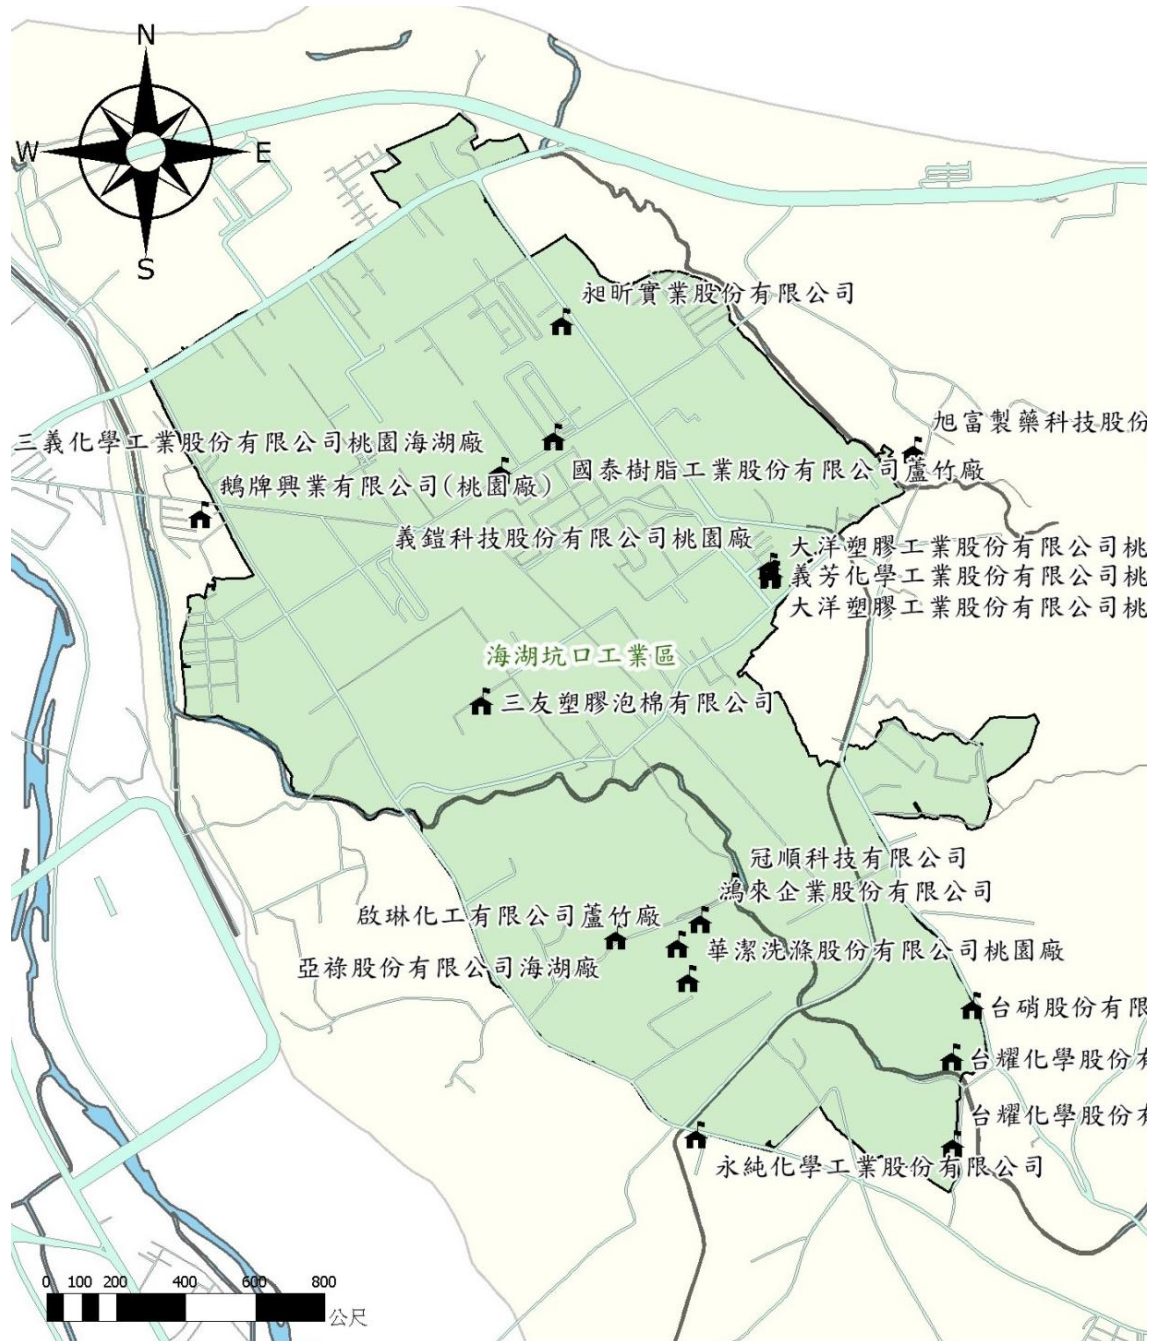 N
W
E
S
昶昕實業股份有限公司
旭富製藥科技股份
三義化學工業股份有限公司桃園海湖廠
國泰樹脂工業股份有限公司蘆竹廠
鵝牌興業有限公司(桃園廠)
義鎧科技股份有限公司桃園廠
大洋塑膠工業股份有限公司桃
義芳化學工業股份有限公司桃
大洋塑膠工業股份有限公司桃
海湖坑口工業區
三友塑膠泡棉有限公司
冠順科技有限公司
鴻來企業股份有限公司
啟琳化工有限公司蘆竹廠
華潔洗滌股份有限公司桃園廠
亞祿股份有限公司海湖廠
台硝股份有限
台耀化學股份有
台耀化學股份有
永純化學工業股份有限公司
0 100 200 400 600 800
公尺